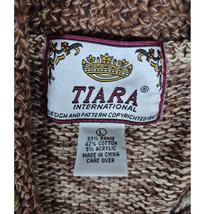 TIARA
INTERNATIONAL
DESIGN AND PATTERN COPYRIGHTED
L
53% RAMIE
42% COTTON
5% ACRYLIC
MADE IN CHINA
CARE OVER